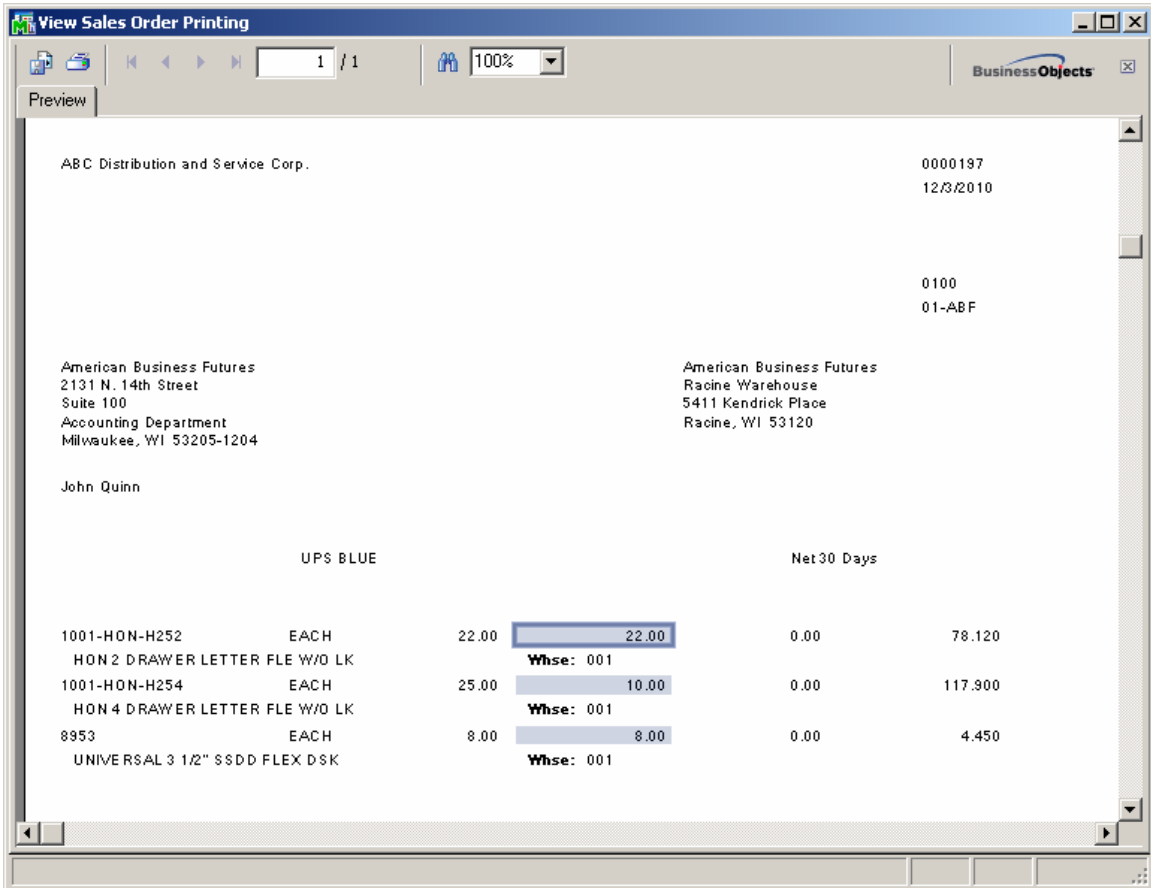 View Sales Order Printing
1 / 1 100% BusinessObjects
Preview
ABC Distribution and Service Corp. 0000197
12/3/2010
0100
01-ABF
American Business Futures American Business Futures
2131 N. 14th Street Racine Warehouse
Suite 100 5411 Kendrick Place
Accounting Department Racine, WI 53120
Milwaukee, WI 53205-1204
John Quinn
UPS BLUE Net 30 Days
1001-HON-H252 EACH 22.00 22.00 0.00 78.120
HON 2 DRAWER LETTER FLE W/O LK Whse: 001
1001-HON-H254 EACH 25.00 10.00 0.00 117.900
HON 4 DRAWER LETTER FLE W/O LK Whse: 001
8953 EACH 8.00 8.00 0.00 4.450
UNIVERSAL 3 1/2" SSDD FLEX DSK Whse: 001